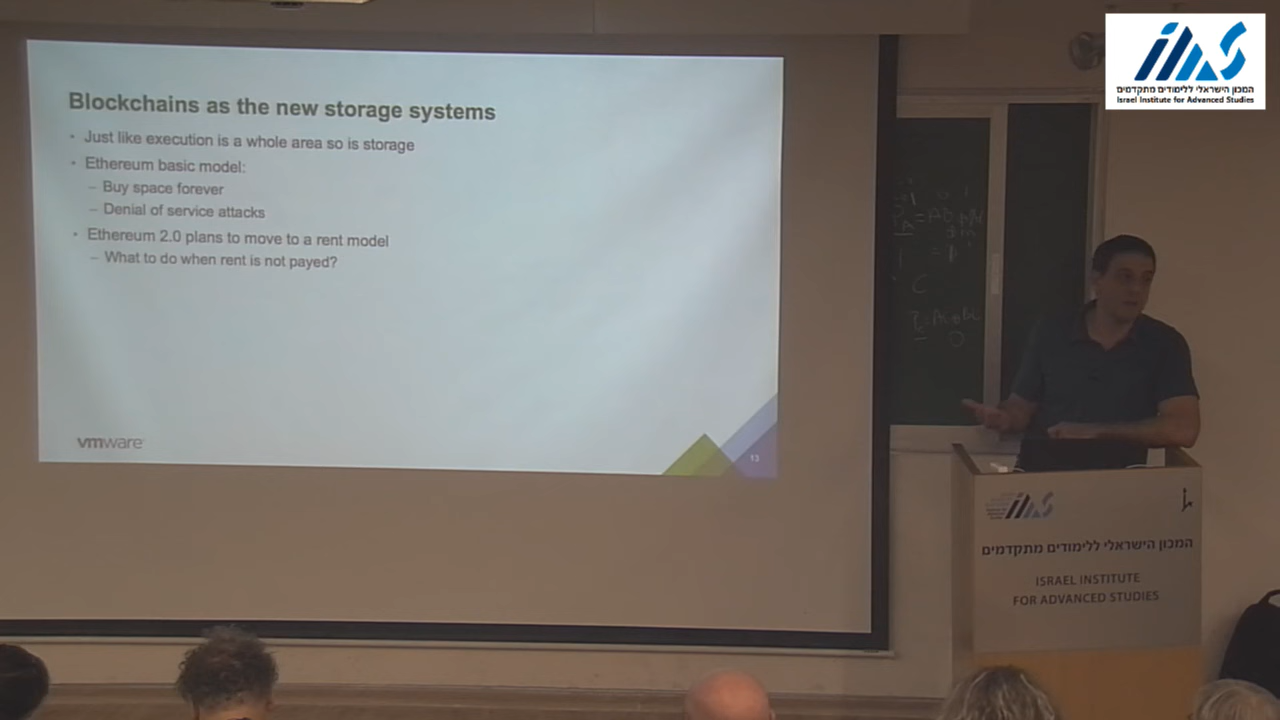 Blockchains as the new storage systems
• Just like execution is a whole area so is storage
• Ethereum basic model:
– Buy space forever
– Denial of service attacks
• Ethereum 2.0 plans to move to a rent model
– What to do when rent is not payed?
vmware
13
ias
המכון הישראלי ללימודים מתקדמים
Israel Institute for Advanced Studies
C
ias
המכון הישראלי ללימודים מתקדמים
ISRAEL INSTITUTE
FOR ADVANCED STUDIES